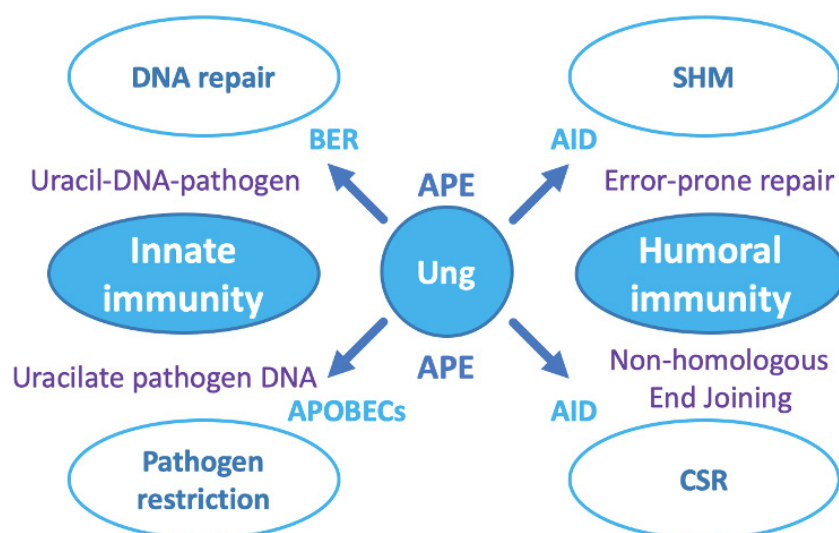 DNA repair
SHM
BER
AID
Uracil-DNA-pathogen
APE
Error-prone repair
Innate
immunity
Ung
Humoral
immunity
Uracilate pathogen DNA
APE
Non-homologous
End Joining
APOBECs
AID
Pathogen
restriction
CSR